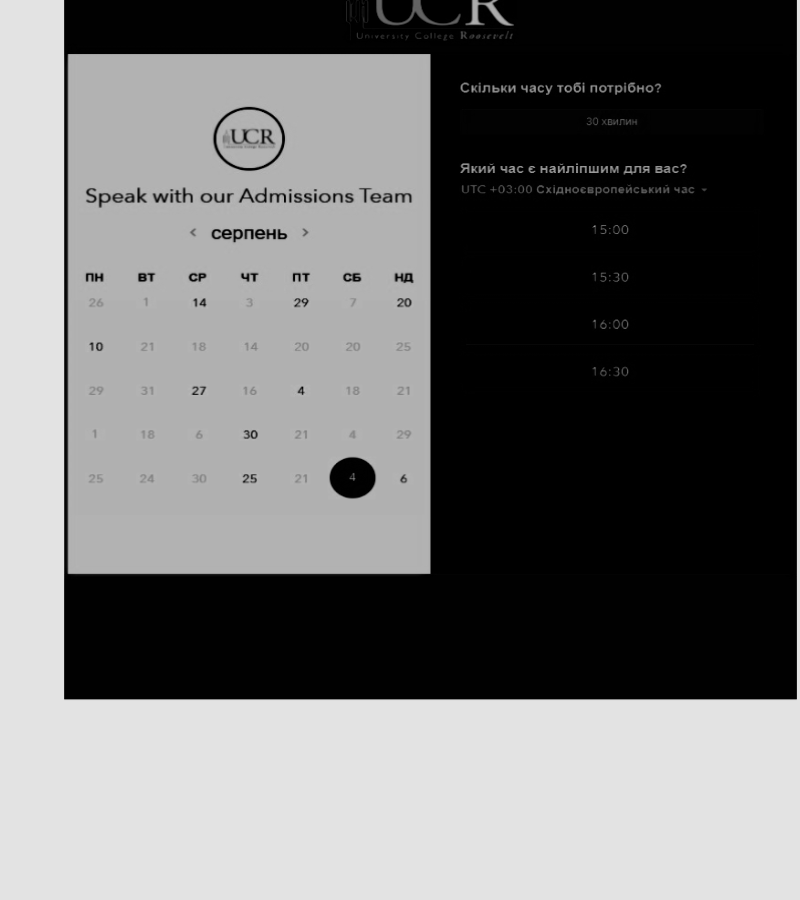 UCR
University College Roosevelt
UCR
Speak with our Admissions Team
< серпень >
ПН ВТ СР ЧТ ПТ СБ НД
26 1 14 3 29 7 20
10 21 18 14 20 20 25
29 31 27 16 4 18 21
1 18 6 30 21 4 29
25 24 30 25 21 4 6
Скільки часу тобі потрібно?
30 хвилин
Який час є найліпшим для вас?
UTC +03:00 Східноєвропейський час
15:00
15:30
16:00
16:30